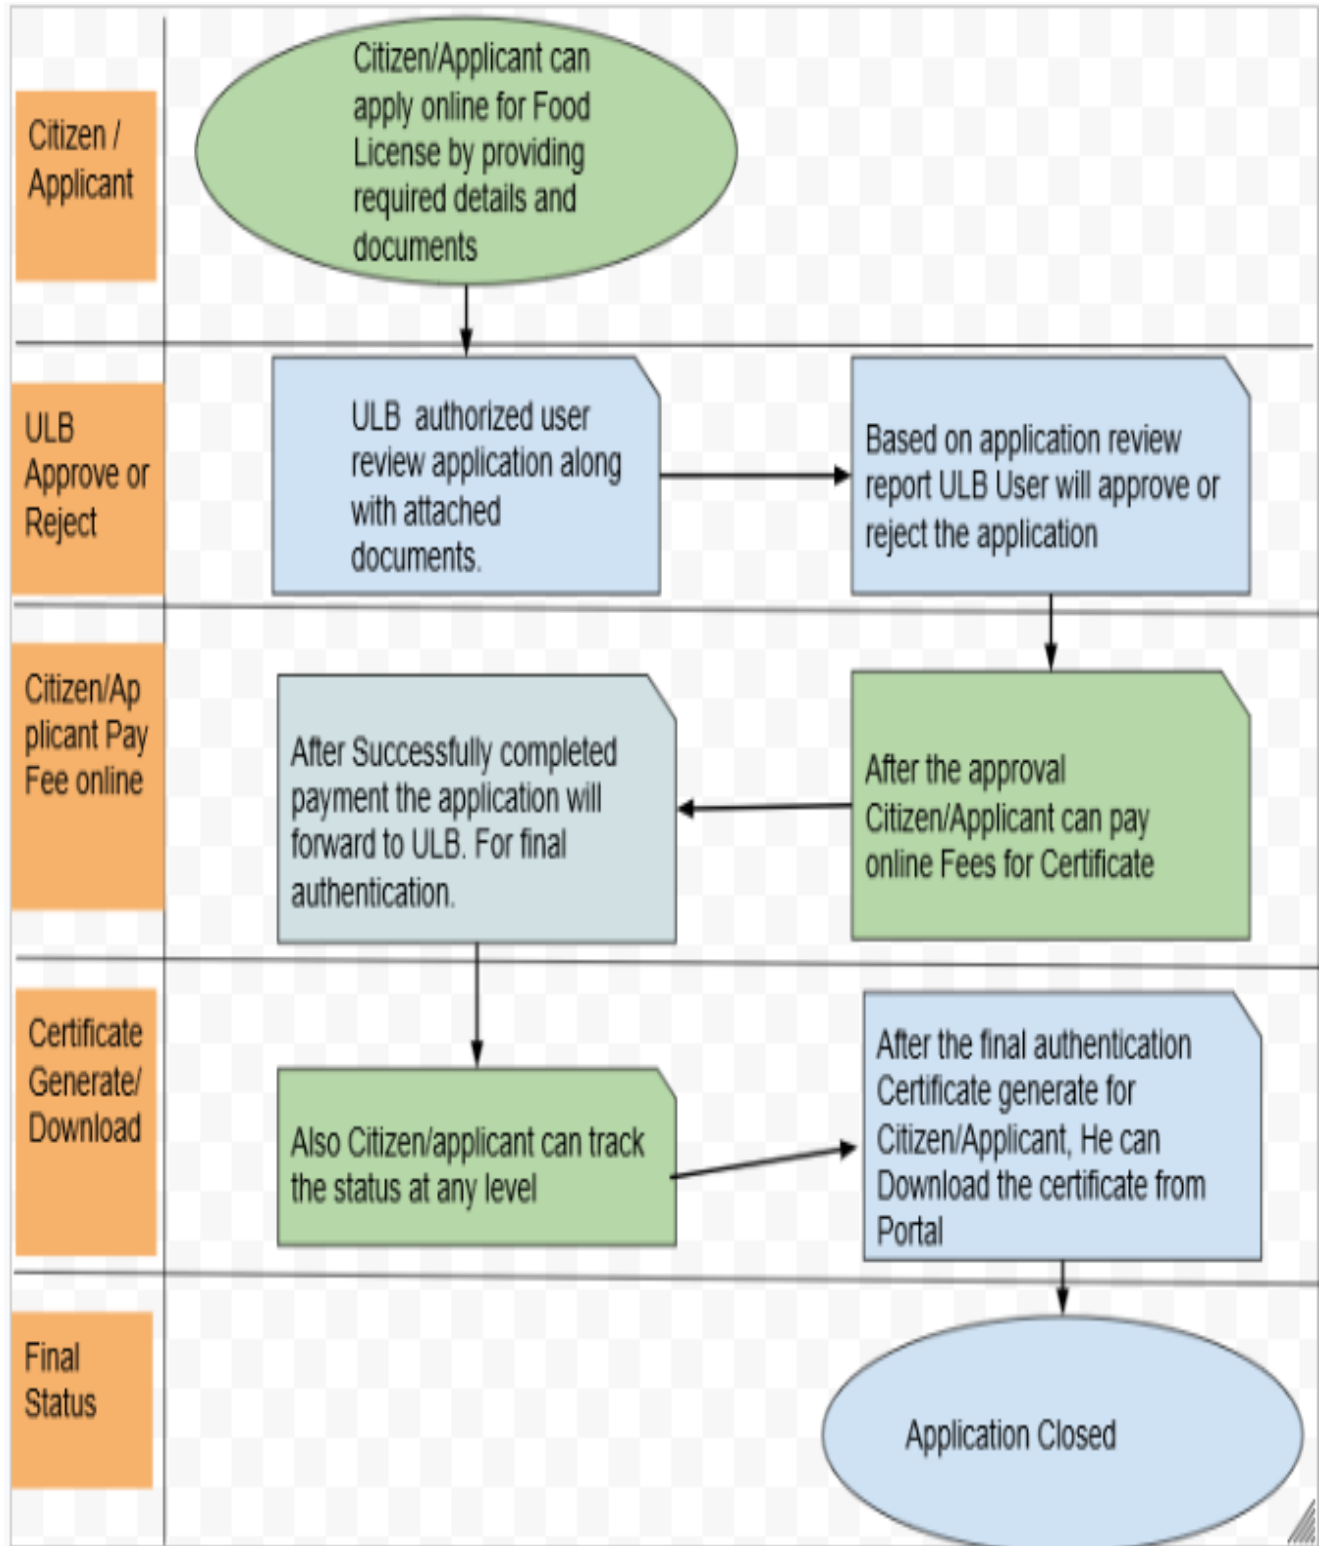 Citizen /
Applicant
Citizen/Applicant can
apply online for Food
License by providing
required details and
documents
ULB
Approve or
Reject
ULB  authorized user
review application along
with attached
documents.
Based on application review
report ULB User will approve or
reject the application
Citizen/Ap
plicant Pay
Fee online
After Successfully completed
payment the application will
forward to ULB. For final
authentication.
After the approval
Citizen/Applicant can pay
online Fees for Certificate
Certificate
Generate/
Download
Also Citizen/applicant can track
the status at any level
After the final authentication
Certificate generate for
Citizen/Applicant, He can
Download the certificate from
Portal
Final
Status
Application Closed